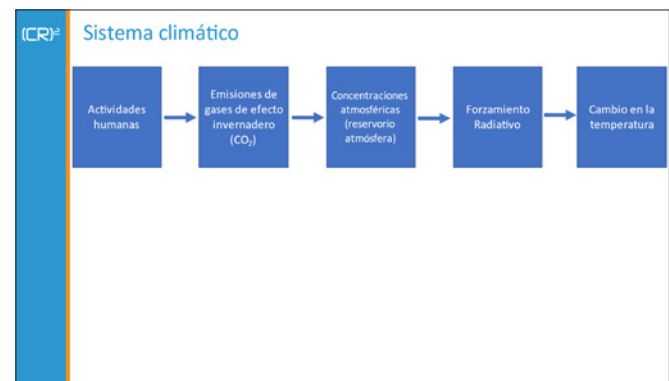 (CR)²
Sistema climático
Actividades
humanas
Emisiones de
gases de efecto
invernadero
(CO₂)
Concentraciones
atmosféricas
(reservorio
atmósfera)
Forzamiento
Radiativo
Cambio en la
temperatura